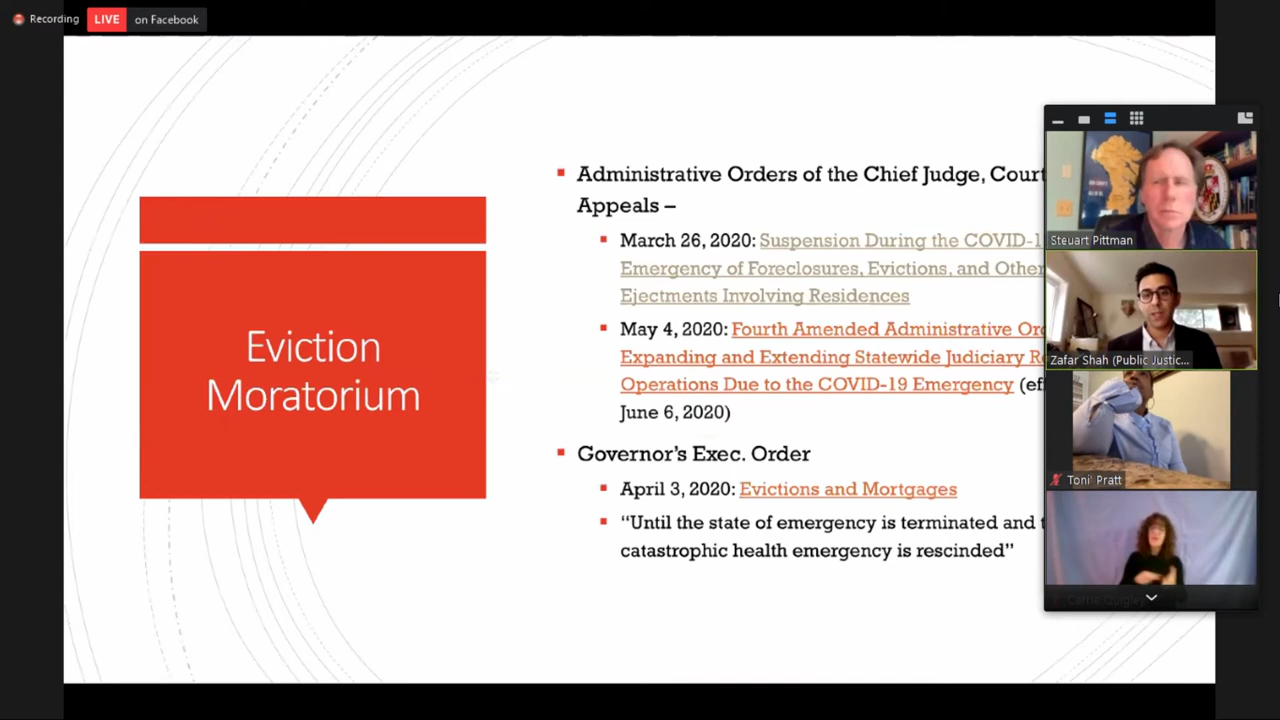 Recording
LIVE on Facebook
Eviction
Moratorium
Administrative Orders of the Chief Judge, Court
Appeals –
March 26, 2020: Suspension During the COVID-1
Emergency of Foreclosures, Evictions, and Other
Ejectments Involving Residences
May 4, 2020: Fourth Amended Administrative Or
Expanding and Extending Statewide Judiciary R
Operations Due to the COVID-19 Emergency (ef
June 6, 2020)
Governor's Exec. Order
April 3, 2020: Evictions and Mortgages
“Until the state of emergency is terminated and t
catastrophic health emergency is rescinded”
Steuart Pittman
Zafar Shah (Public Justic...
Toni' Pratt
Carrie Quigley